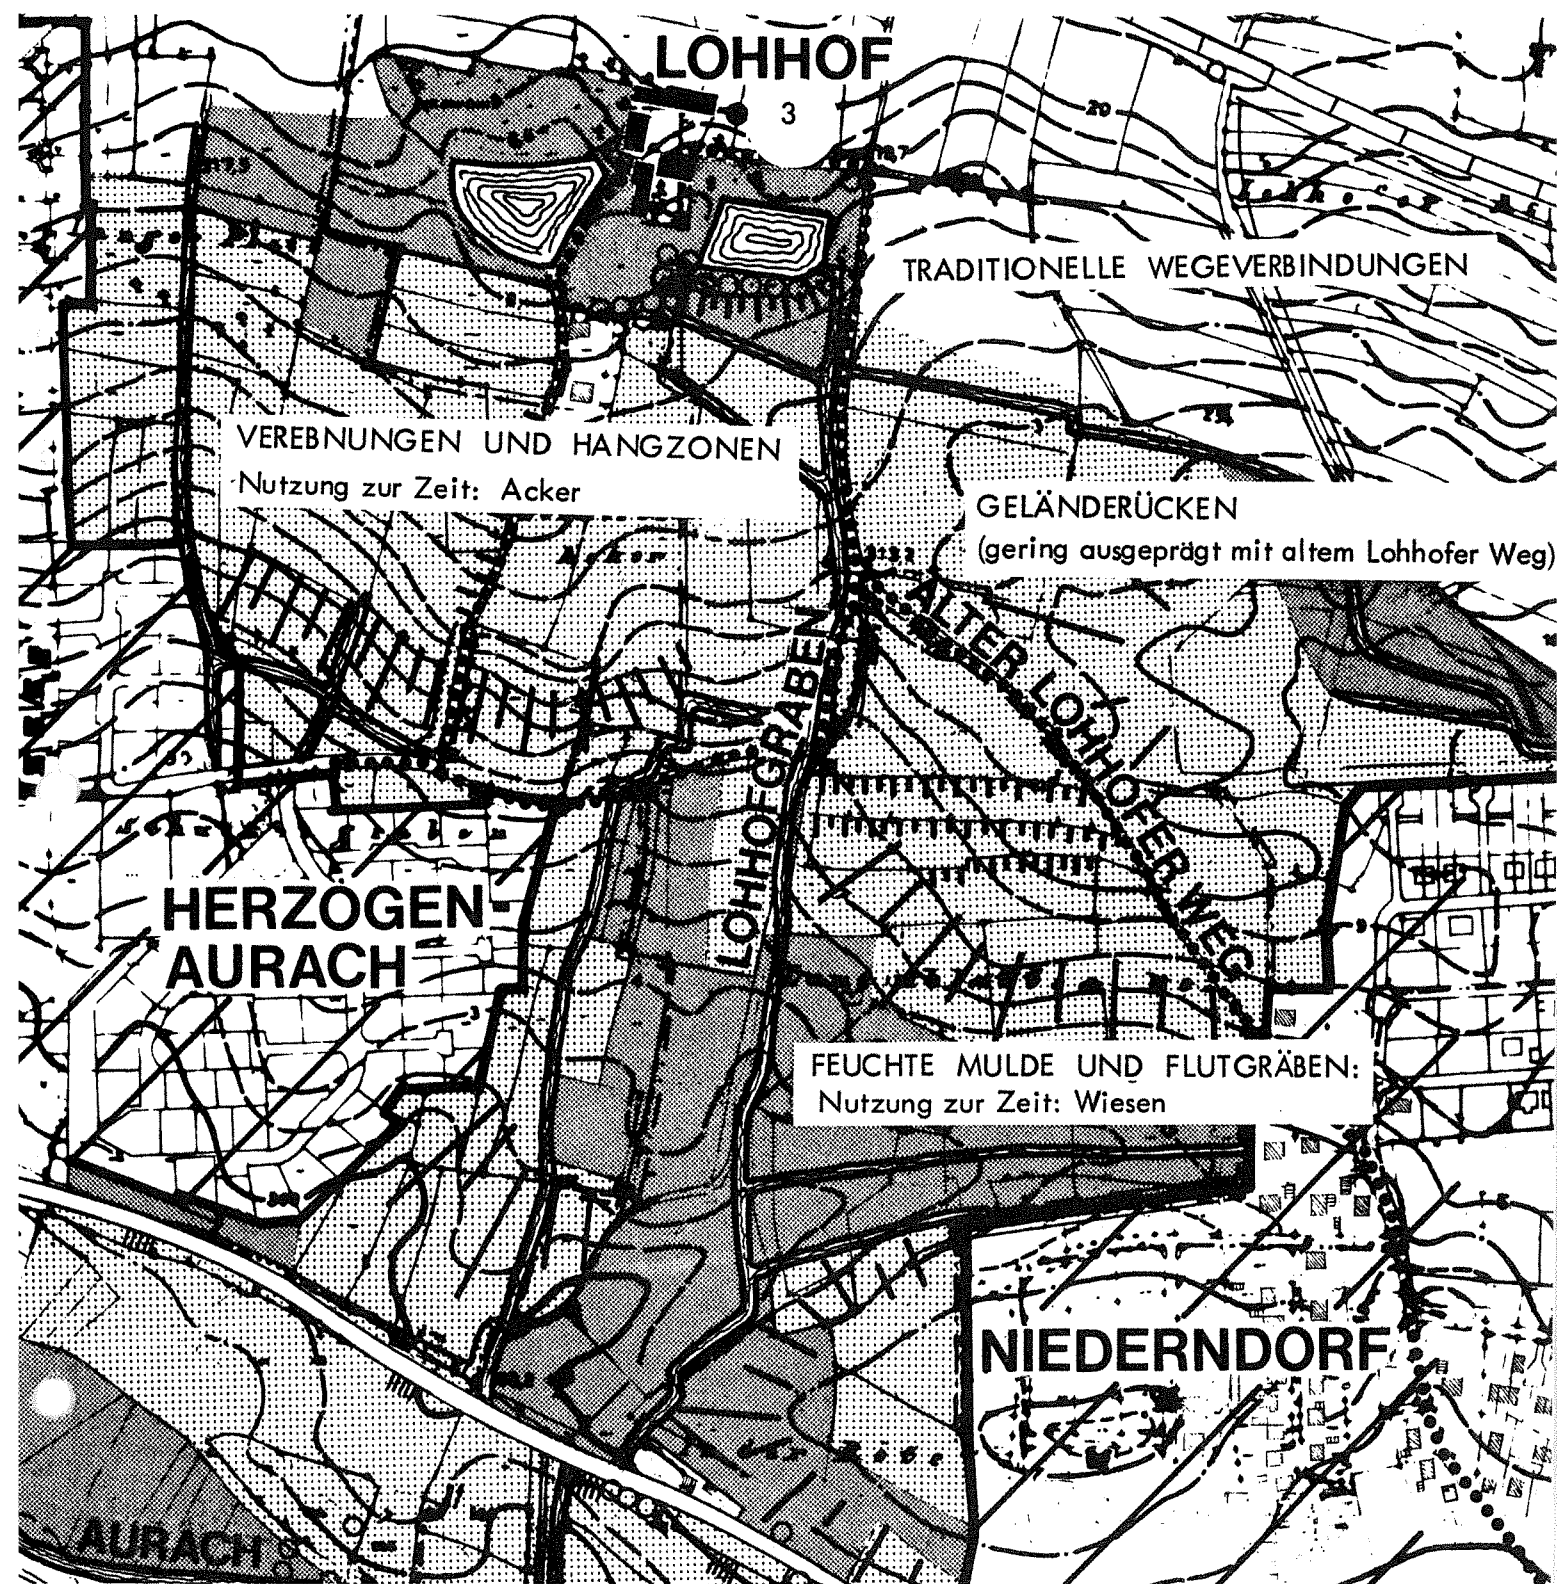 LOHHOF
3
20
TRADITIONELLE WEGEVERBINDUNGEN
VEREBNUNGEN UND HANGZONEN
Nutzung zur Zeit: Acker
GELÄNDERÜCKEN
(gering ausgeprägt mit altem Lohhofer Weg)
ALTER LOHHOFER WEG
LOHHOFGRABEN
HERZOGEN-
AURACH
FEUCHTE MULDE UND FLUTGRÄBEN:
Nutzung zur Zeit: Wiesen
NIEDERNDORF
AURACH